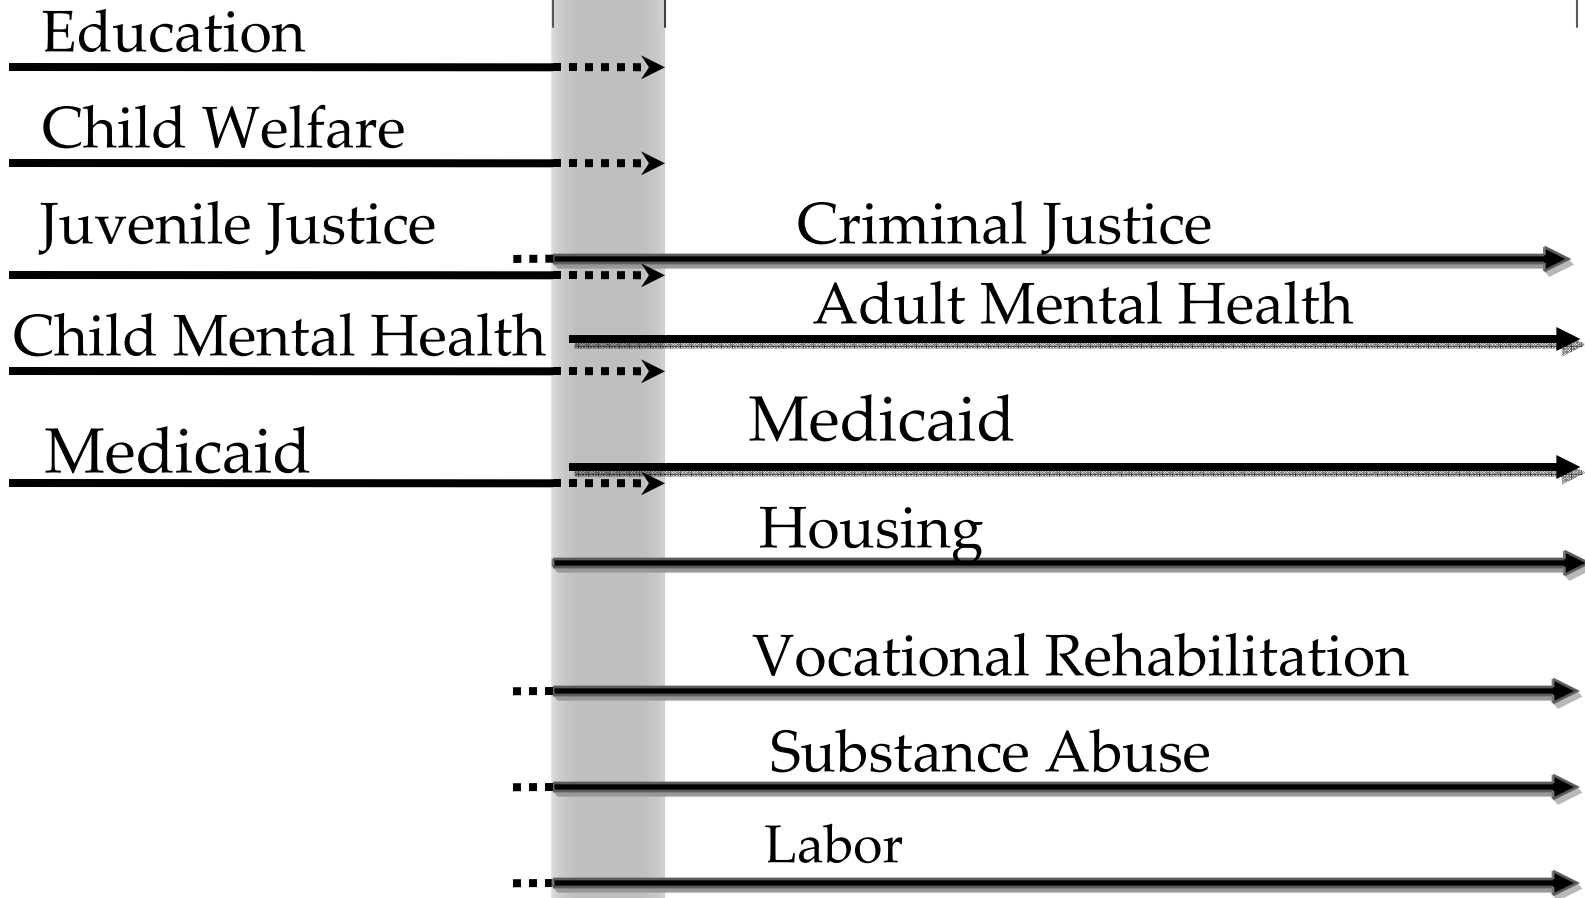 Education
Child Welfare
Juvenile Justice
Criminal Justice
Adult Mental Health
Child Mental Health
Medicaid
Medicaid
Housing
Vocational Rehabilitation
Substance Abuse
Labor